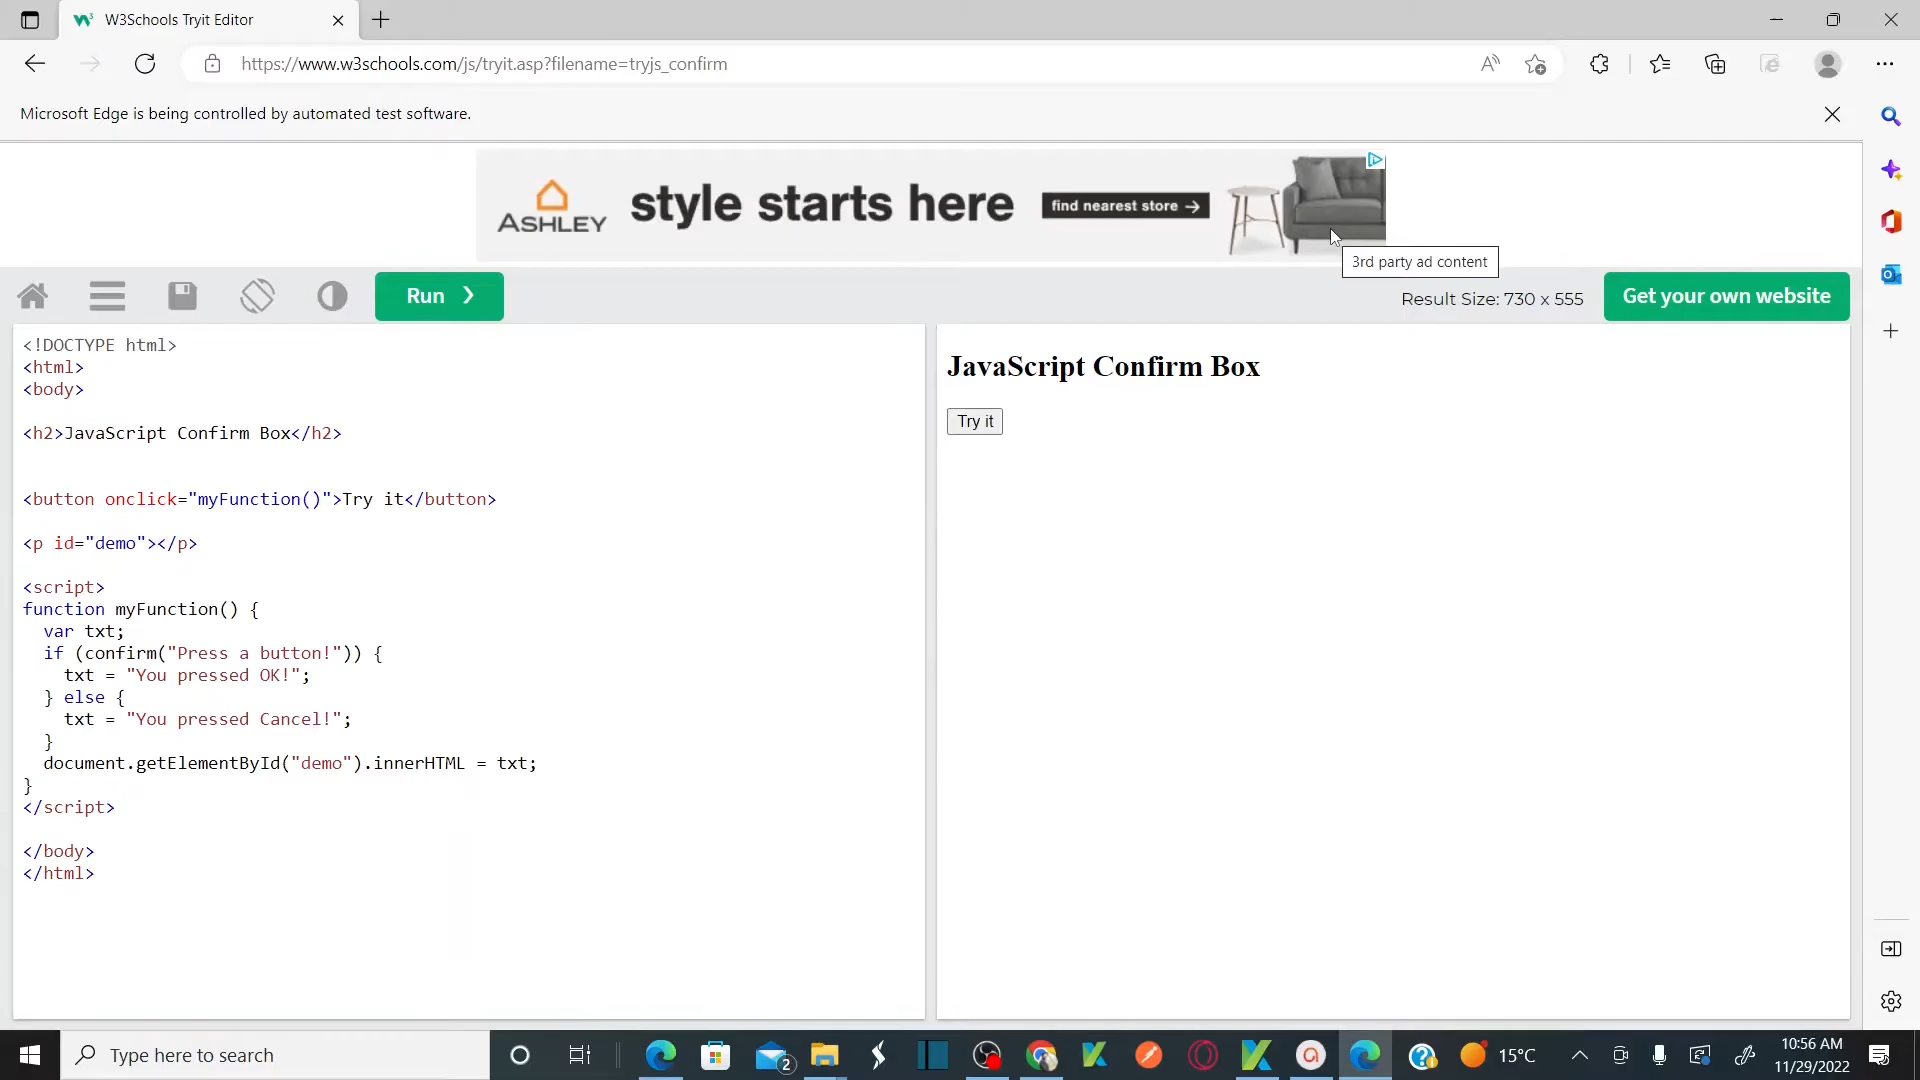 W3Schools Tryit Editor
https://www.w3schools.com/js/tryit.asp?filename=tryjs_confirm
Microsoft Edge is being controlled by automated test software.
ASHLEY
style starts here
find nearest store →
3rd party ad content
Run ❯
Result Size: 730 x 555
Get your own website
<!DOCTYPE html>
<html>
<body>
<h2>JavaScript Confirm Box</h2>
<button onclick="myFunction()">Try it</button>
<p id="demo"></p>
<script>
function myFunction() {
  var txt;
  if (confirm("Press a button!")) {
    txt = "You pressed OK!";
  } else {
    txt = "You pressed Cancel!";
  }
  document.getElementById("demo").innerHTML = txt;
}
</script>
</body>
</html>
JavaScript Confirm Box
Try it
Type here to search
2
15°C
10:56 AM
11/29/2022